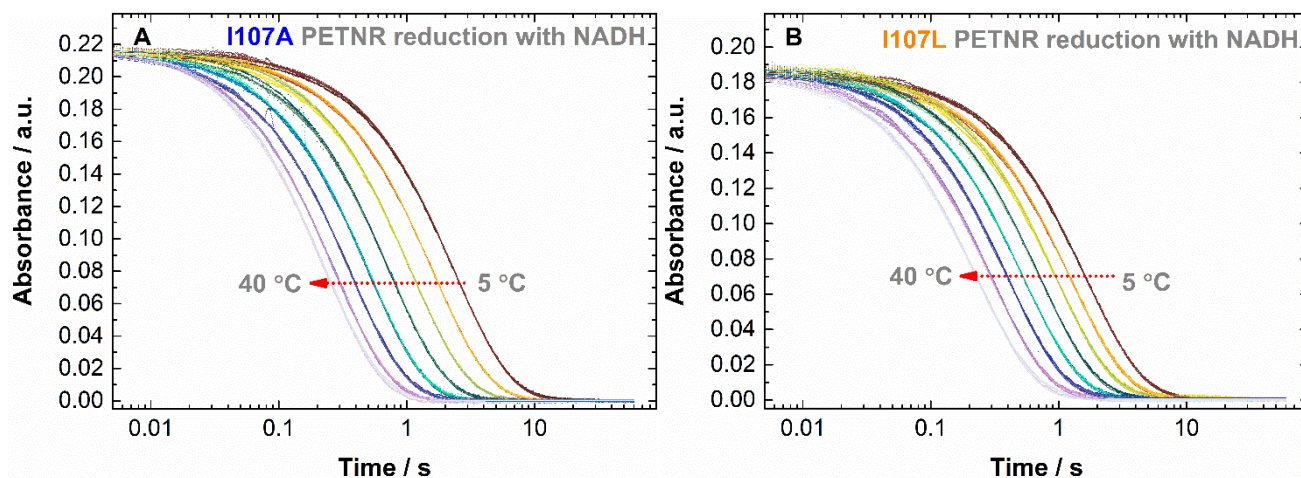 A I107A PETNR reduction with NADH
0.22
0.20
0.18
0.16
0.14
0.12
0.10
0.08
0.06
0.04
0.02
0.00
Absorbance / a.u.
40 °C
5 °C
0.01 0.1 1 10
Time / s
B I107L PETNR reduction with NADH
0.20
0.18
0.16
0.14
0.12
0.10
0.08
0.06
0.04
0.02
0.00
Absorbance / a.u.
40 °C
5 °C
0.01 0.1 1 10
Time / s